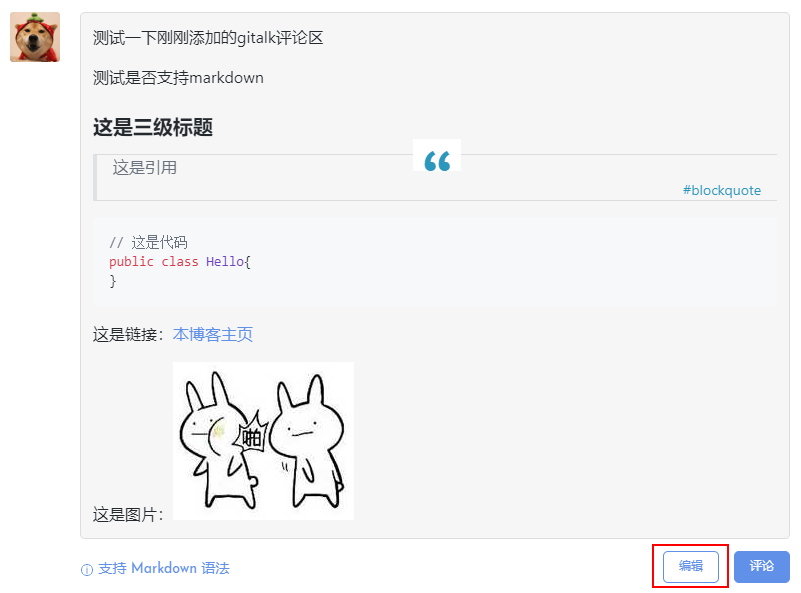 测试一下刚刚添加的gitalk评论区
测试是否支持markdown
这是三级标题
“
这是引用
#blockquote
// 这是代码
public class Hello{
}
这是链接：本博客主页
啪
这是图片：
支持 Markdown 语法
编辑
评论